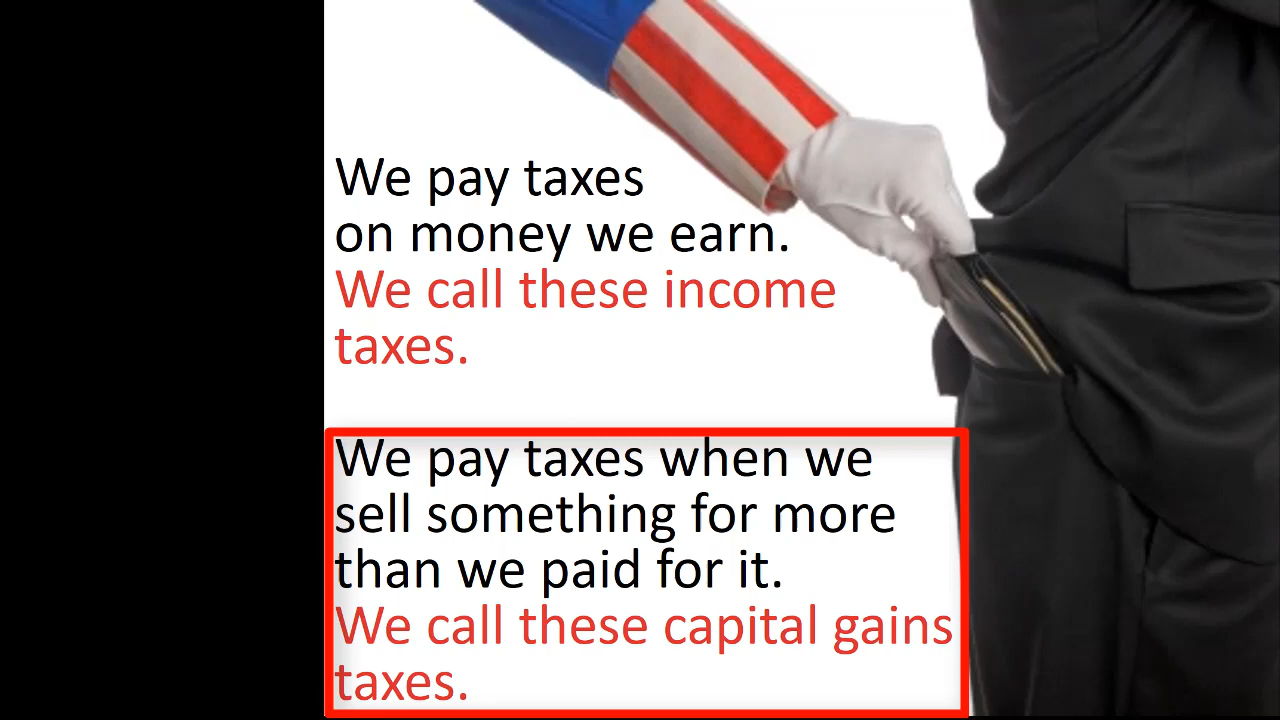 We pay taxes
on money we earn.
We call these income
taxes.
We pay taxes when we
sell something for more
than we paid for it.
We call these capital gains
taxes.